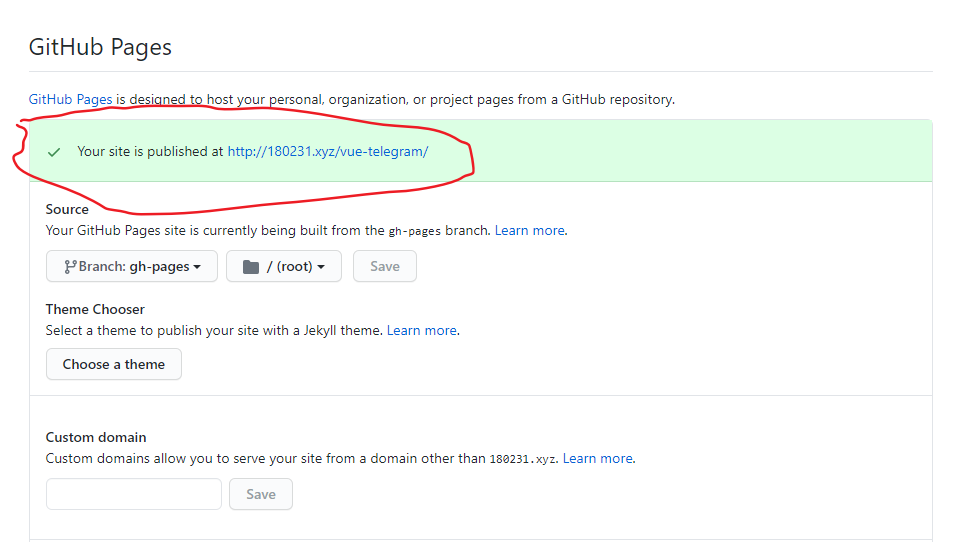 GitHub Pages
GitHub Pages is designed to host your personal, organization, or project pages from a GitHub repository.
Your site is published at http://180231.xyz/vue-telegram/
Source
Your GitHub Pages site is currently being built from the gh-pages branch. Learn more.
Branch: gh-pages / (root) Save
Theme Chooser
Select a theme to publish your site with a Jekyll theme. Learn more.
Choose a theme
Custom domain
Custom domains allow you to serve your site from a domain other than 180231.xyz. Learn more.
Save